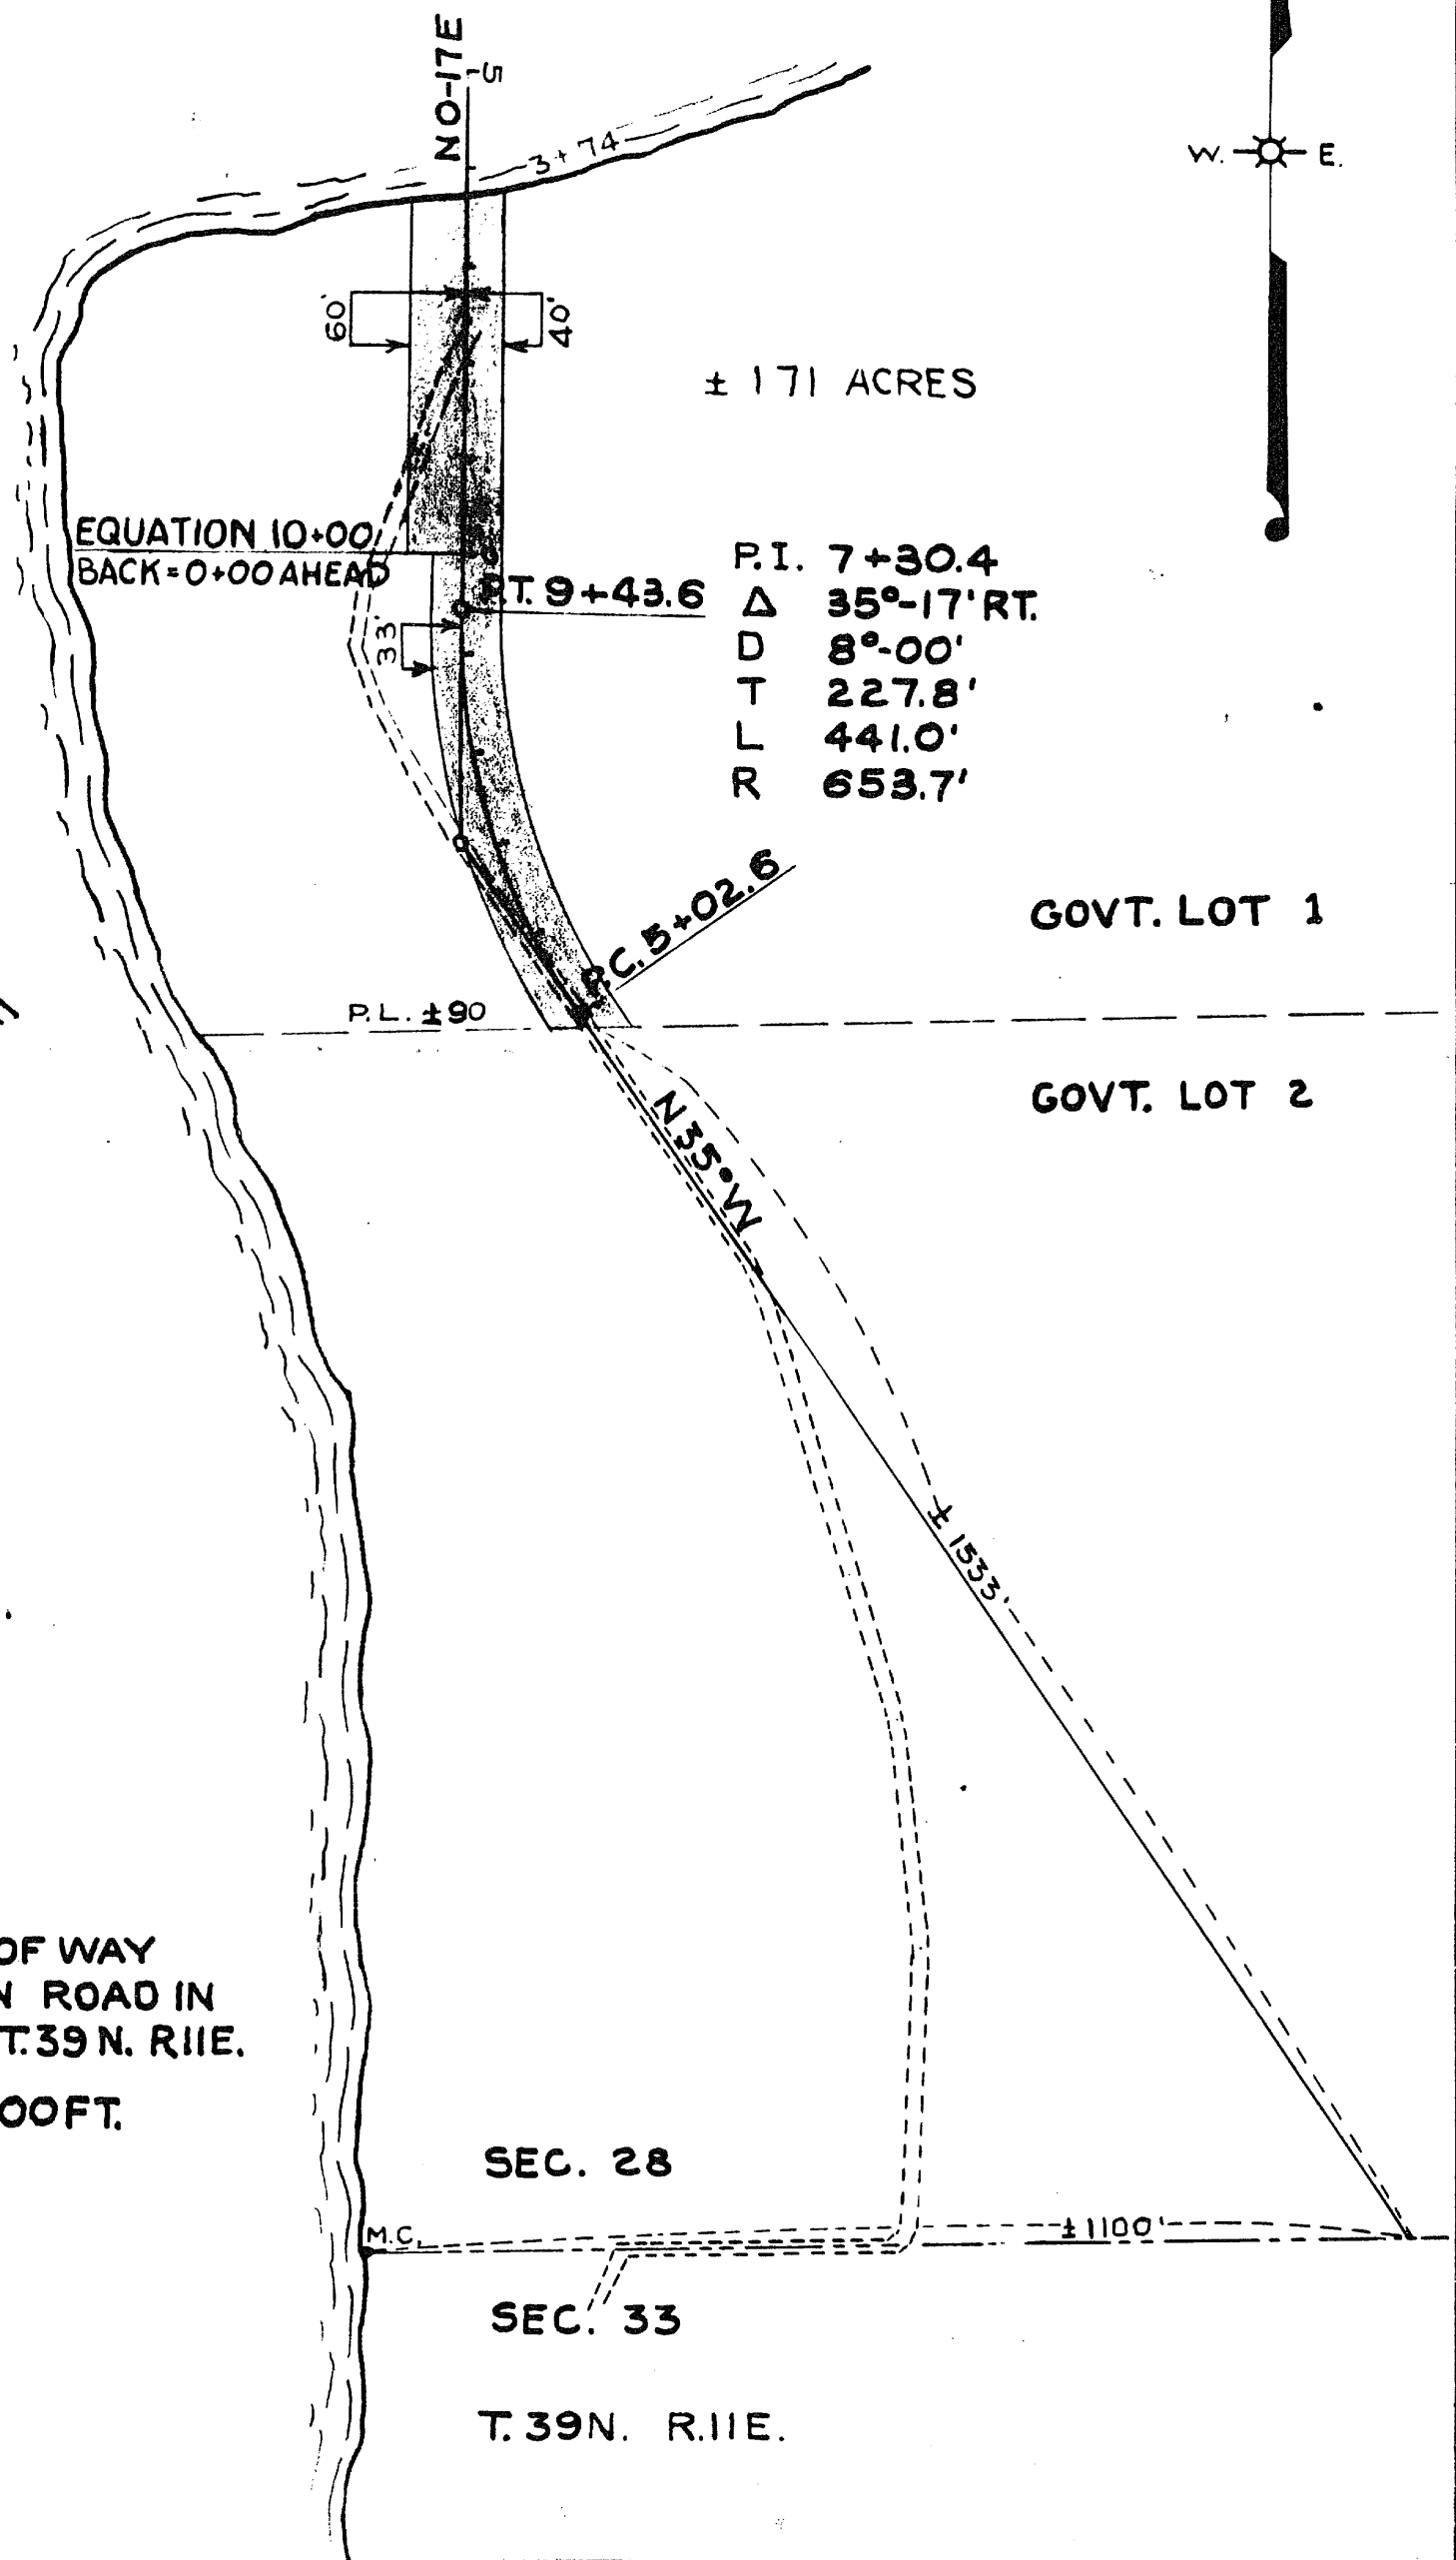 N0-17E
5
3+74
W. E.
60'
40'
± 171 ACRES
EQUATION 10+00
BACK=0+00 AHEAD
P.T. 9+43.6
33'
P.I. 7+30.4
Δ 35°-17' RT.
D 8°-00'
T 227.8'
L 441.0'
R 653.7'
P.C. 5+02.6
GOVT. LOT 1
P.L. ±90
GOVT. LOT 2
N35°W
± 1533'
OF WAY
N ROAD IN
T.39N. R11E.
00FT.
SEC. 28
M.C.
±1100'
SEC. 33
T.39N. R.11E.